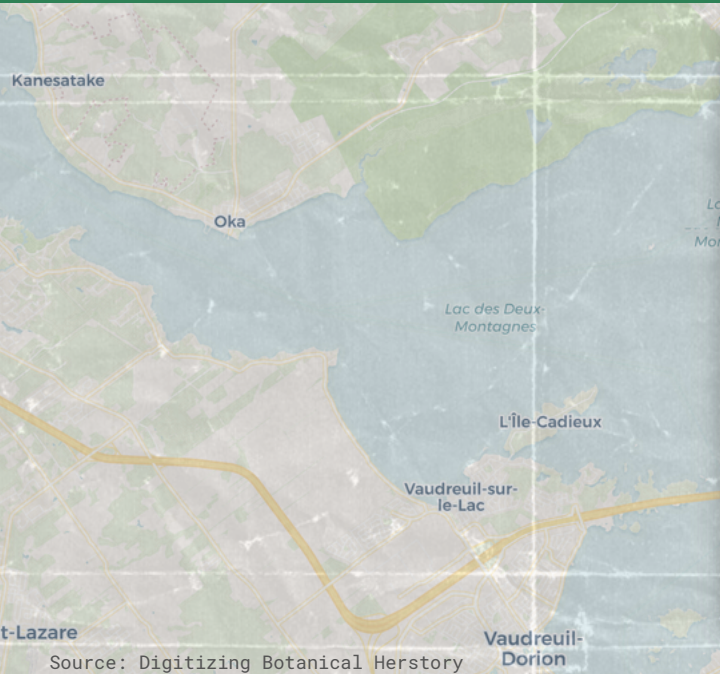 Kanesatake
Oka
Lac des Deux-
Montagnes
L'Île-Cadieux
Vaudreuil-sur-
le-Lac
t-Lazare
Vaudreuil-
Dorion
Source: Digitizing Botanical Herstory